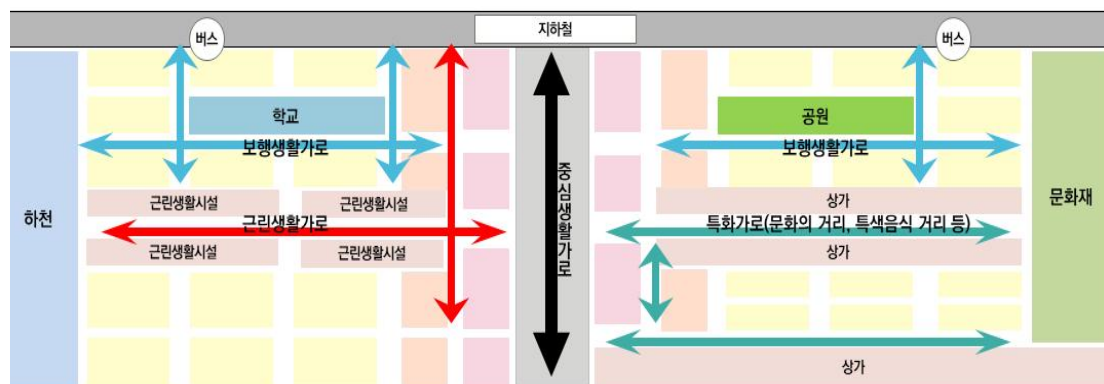 지하철
버스
버스
학교
공원
보행생활가로
보행생활가로
하천
중심생활가로
문화재
근린생활시설
근린생활시설
상가
근린생활가로
특화가로(문화의 거리, 특색음식 거리 등)
근린생활시설
근린생활시설
상가
상가